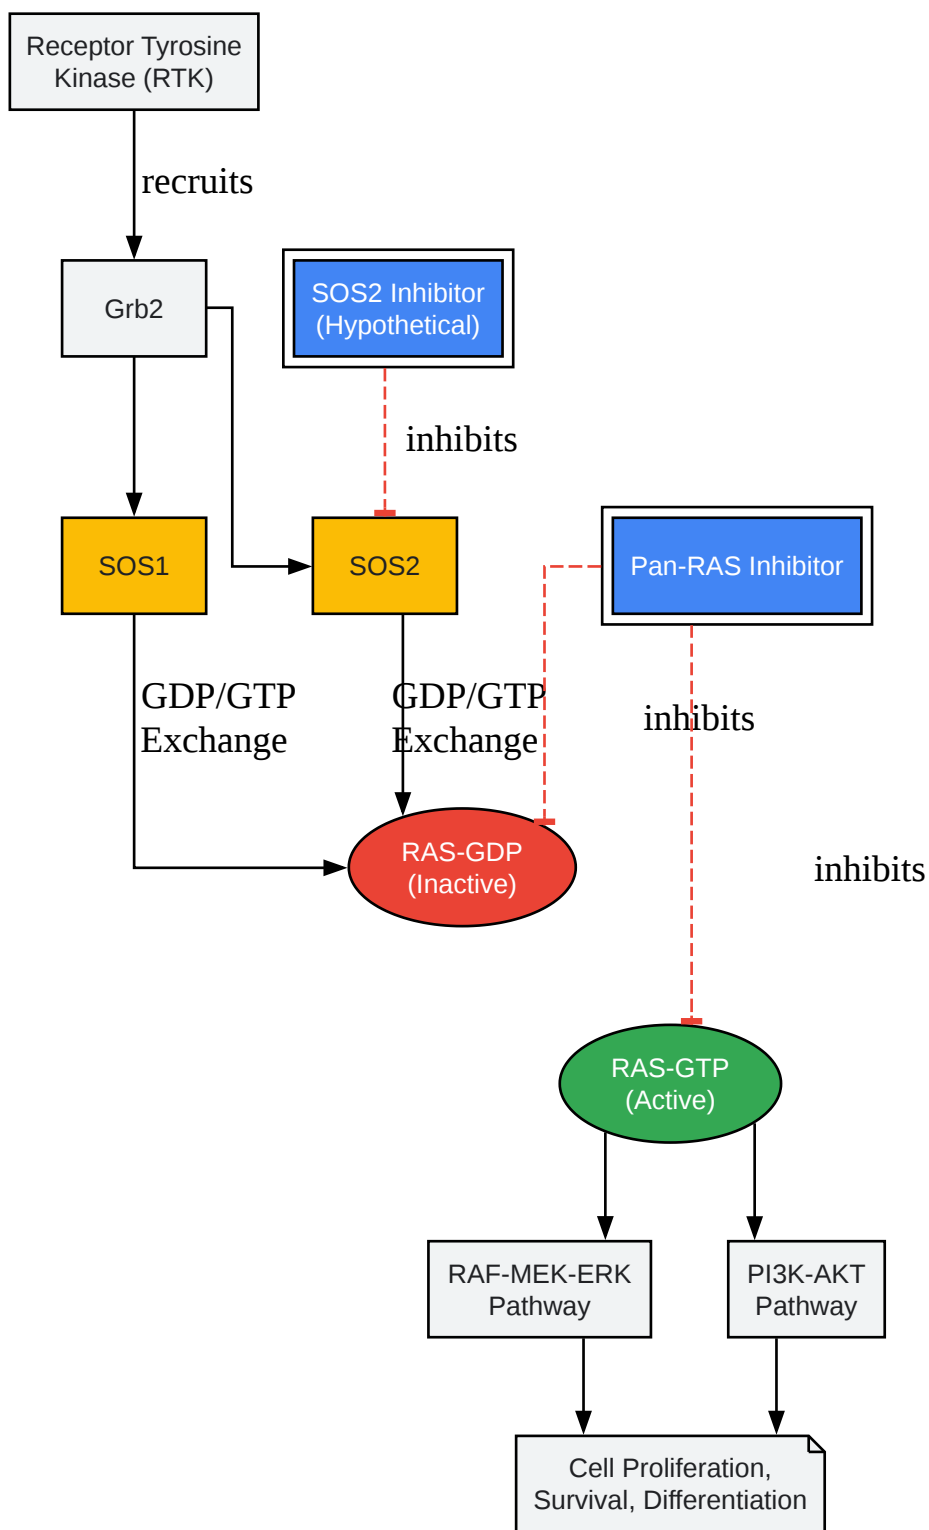 Receptor Tyrosine
Kinase (RTK)
recruits
Grb2
SOS2 Inhibitor
(Hypothetical)
inhibits
SOS1
SOS2
Pan-RAS Inhibitor
GDP/GTP
Exchange
GDP/GTP
Exchange
inhibits
RAS-GDP
(Inactive)
inhibits
RAS-GTP
(Active)
RAF-MEK-ERK
Pathway
PI3K-AKT
Pathway
Cell Proliferation,
Survival, Differentiation